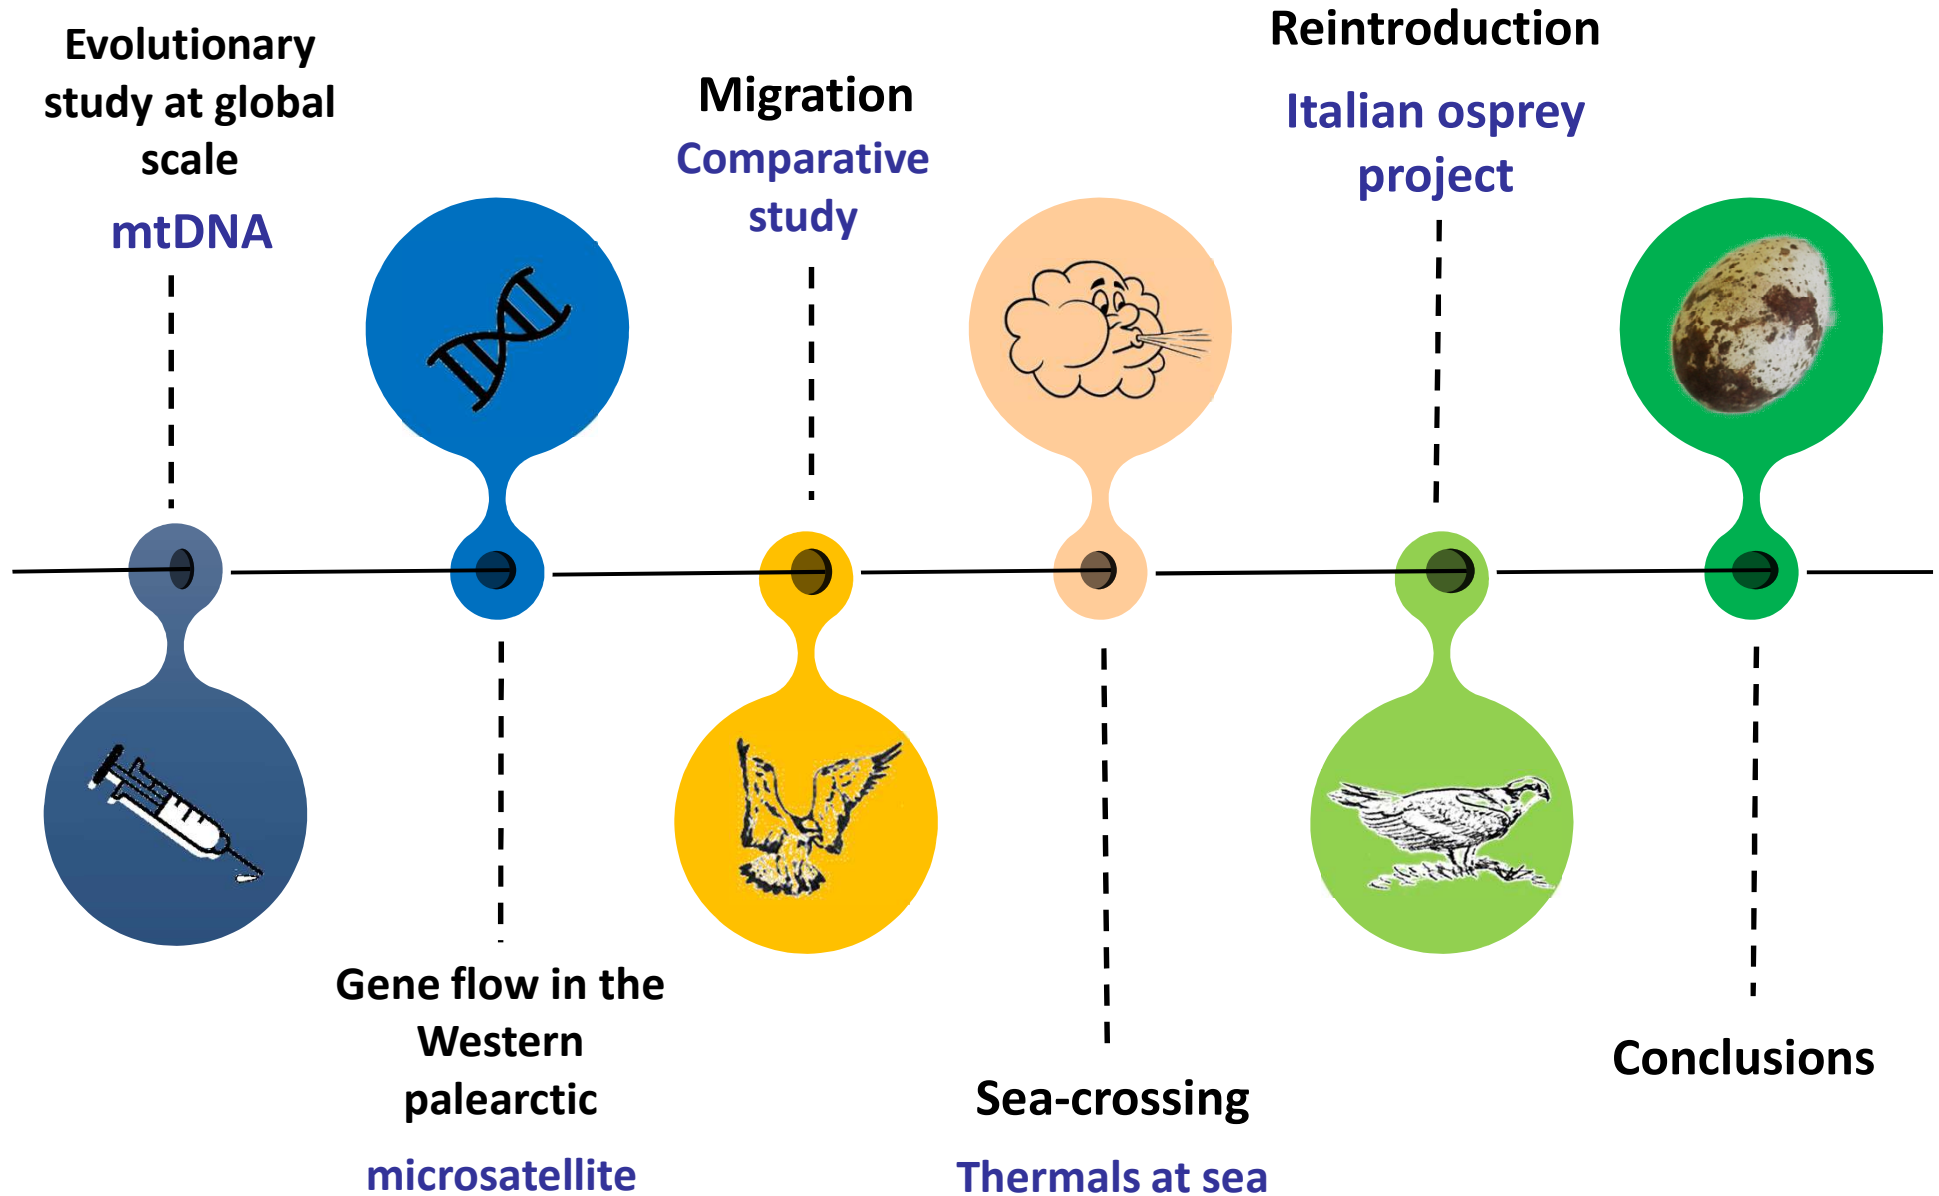 Evolutionary
study at global
scale
mtDNA
Gene flow in the
Western
palearctic
microsatellite
Migration
Comparative
study
Sea-crossing
Thermals at sea
Reintroduction
Italian osprey
project
Conclusions